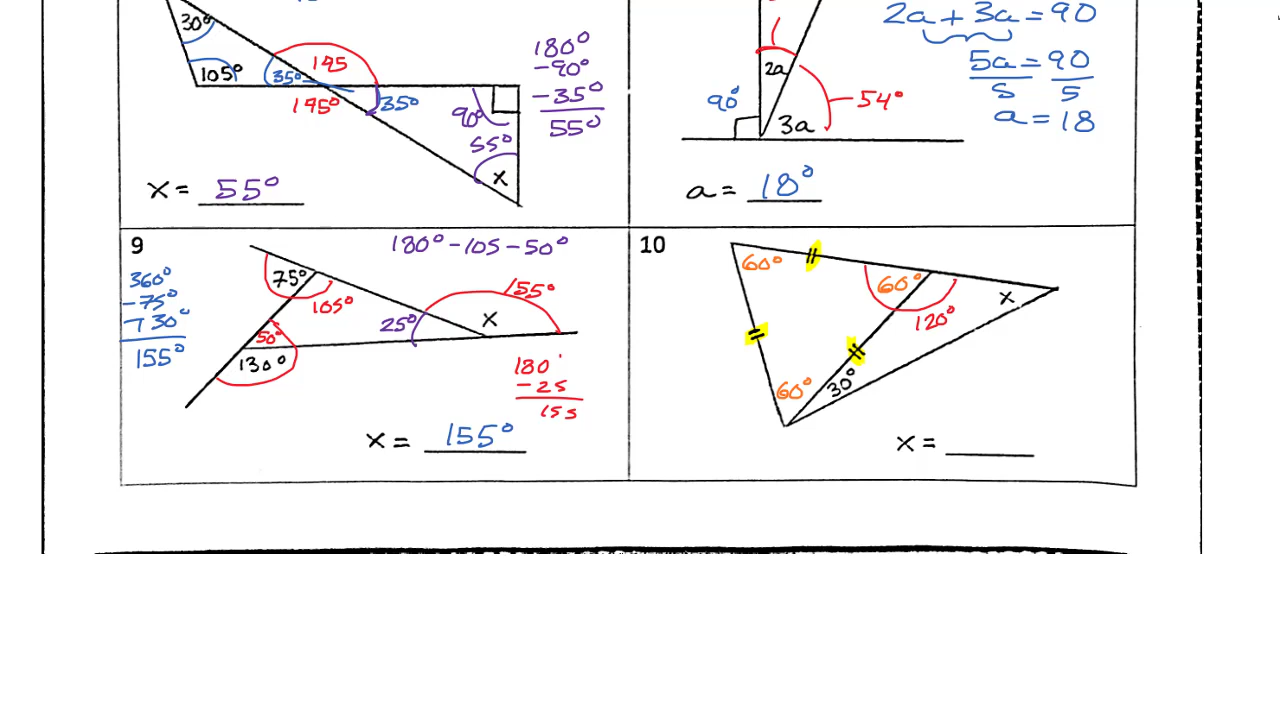 30°
105°
35°
145
145°
35°
90°
55°
x
180°
-90°
-35°
55°
x = 55°
2a + 3a = 90
5a = 90
5 5
a = 18
2a
90°
54°
3a
a = 18°
9
180° - 105 - 50°
360°
-75°
-130°
155°
75°
105°
50°
130°
25°
x
155°
180
-25
155
x = 155°
10
60°
60°
120°
x
60°
30°
x =